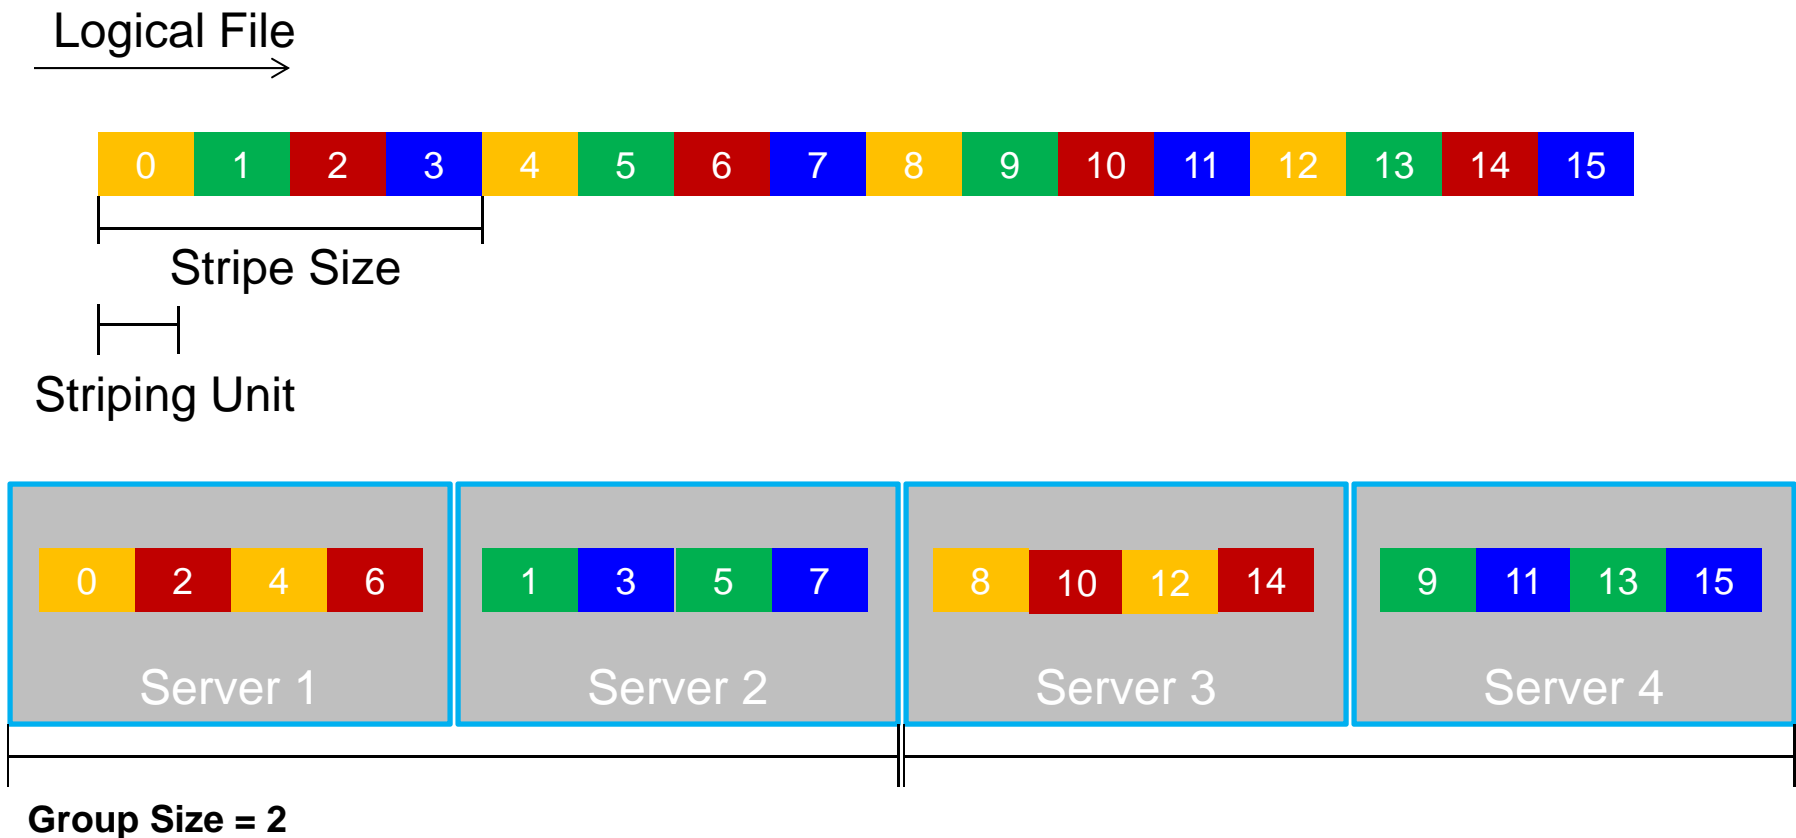 Logical File
0 1 2 3 4 5 6 7 8 9 10 11 12 13 14 15
Stripe Size
Striping Unit
0 2 4 6 1 3 5 7 8 10 12 14 9 11 13 15
Server 1 Server 2 Server 3 Server 4
Group Size = 2